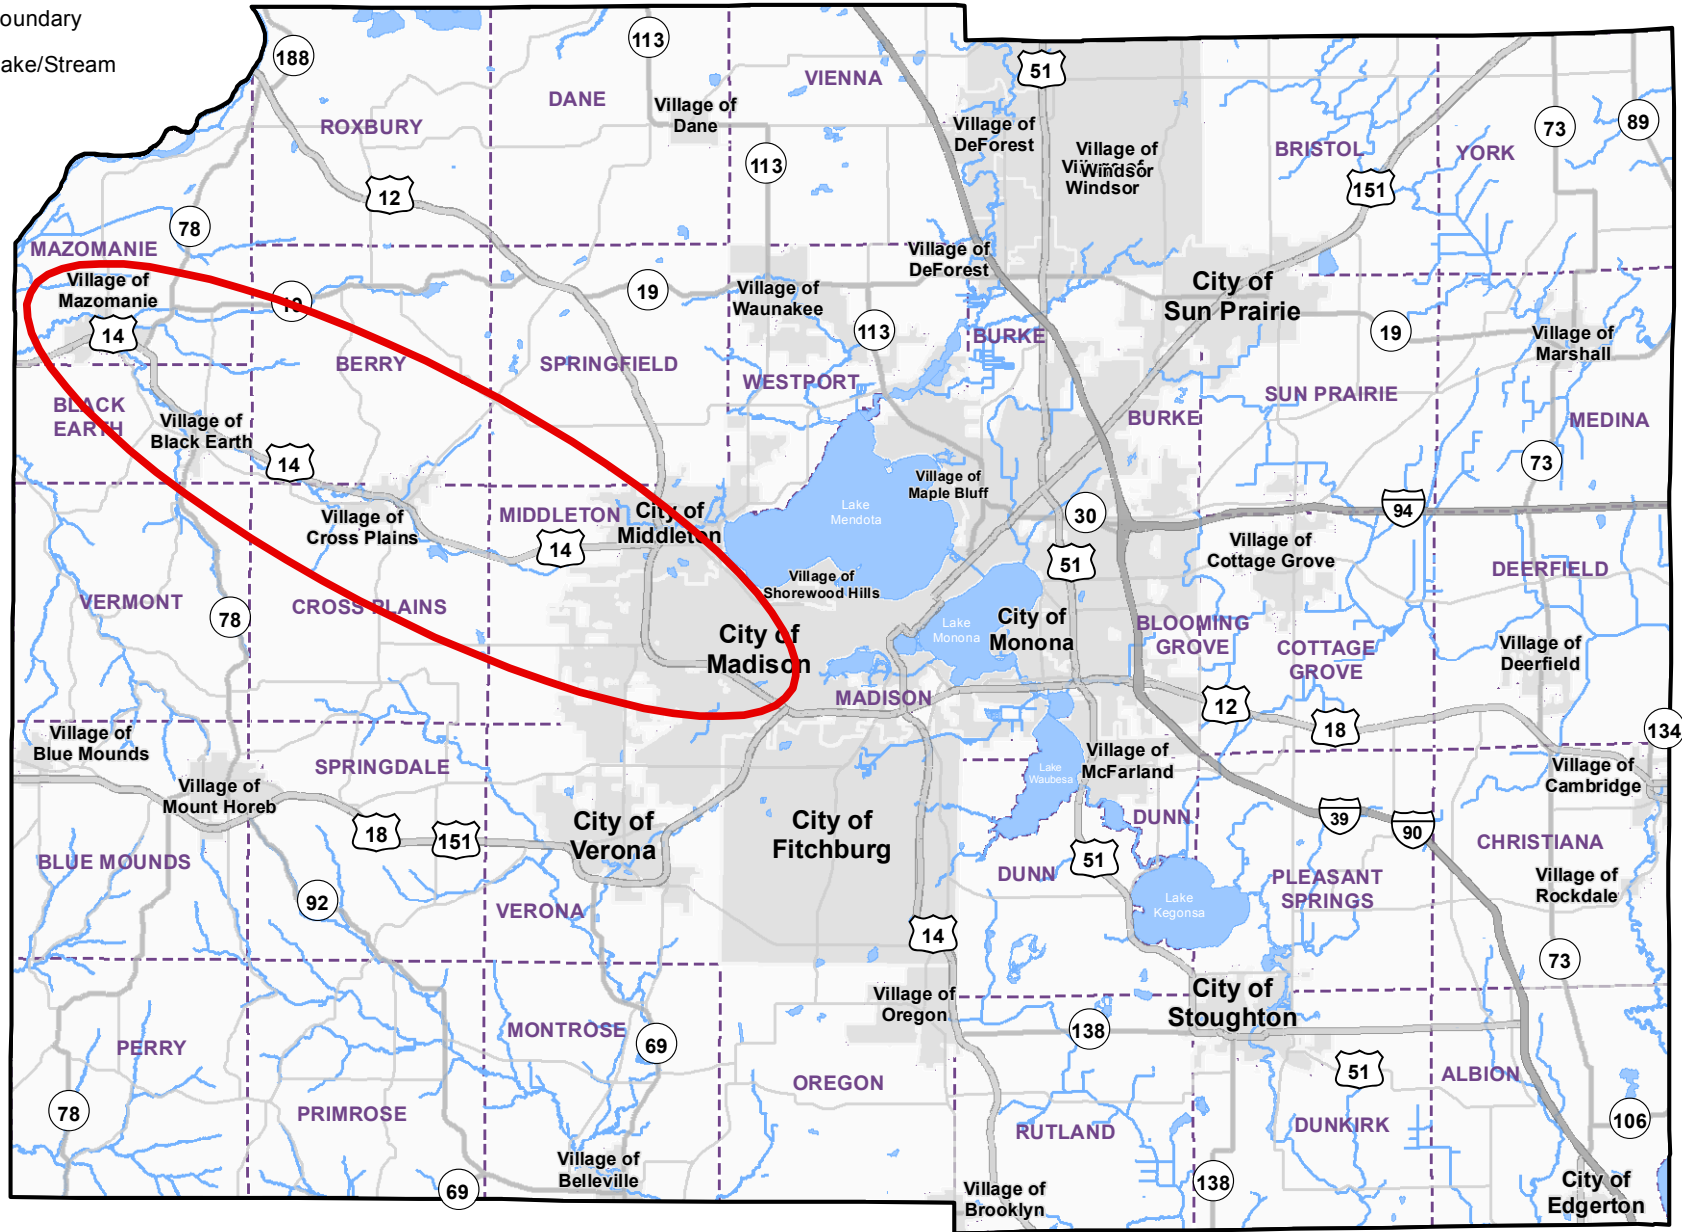 oundary
ake/Stream
188
113
51
VIENNA
DANE
Village of
Dane
ROXBURY
Village of
DeForest
Village of
Windsor
Windsor
BRISTOL
YORK
73
89
113
12
151
78
MAZOMANIE
Village of
DeForest
Village of
Mazomanie
19
19
Village of
Waunakee
City of
Sun Prairie
14
113
BURKE
19
Village of
Marshall
BERRY
SPRINGFIELD
WESTPORT
SUN PRAIRIE
BLACK
EARTH
Village of
Black Earth
BURKE
MEDINA
14
73
Village of
Maple Bluff
Lake
Mendota
Village of
Cross Plains
MIDDLETON
City of
Middleton
14
30
94
51
Village of
Cottage Grove
DEERFIELD
Village of
Shorewood Hills
VERMONT
78
CROSS PLAINS
City of
Madison
Lake
Monona
City of
Monona
BLOOMING
GROVE
COTTAGE
GROVE
Village of
Deerfield
MADISON
12
18
134
Village of
Blue Mounds
SPRINGDALE
Village of
Mount Horeb
Lake
Waubesa
Village of
McFarland
Village of
Cambridge
18
151
City of
Verona
City of
Fitchburg
DUNN
39
90
CHRISTIANA
BLUE MOUNDS
51
DUNN
92
VERONA
Lake
Kegonsa
PLEASANT
SPRINGS
Village of
Rockdale
14
73
Village of
Oregon
City of
Stoughton
MONTROSE
69
138
PERRY
51
ALBION
OREGON
78
PRIMROSE
RUTLAND
DUNKIRK
106
Village of
Belleville
69
138
Village of
Brooklyn
City of
Edgerton